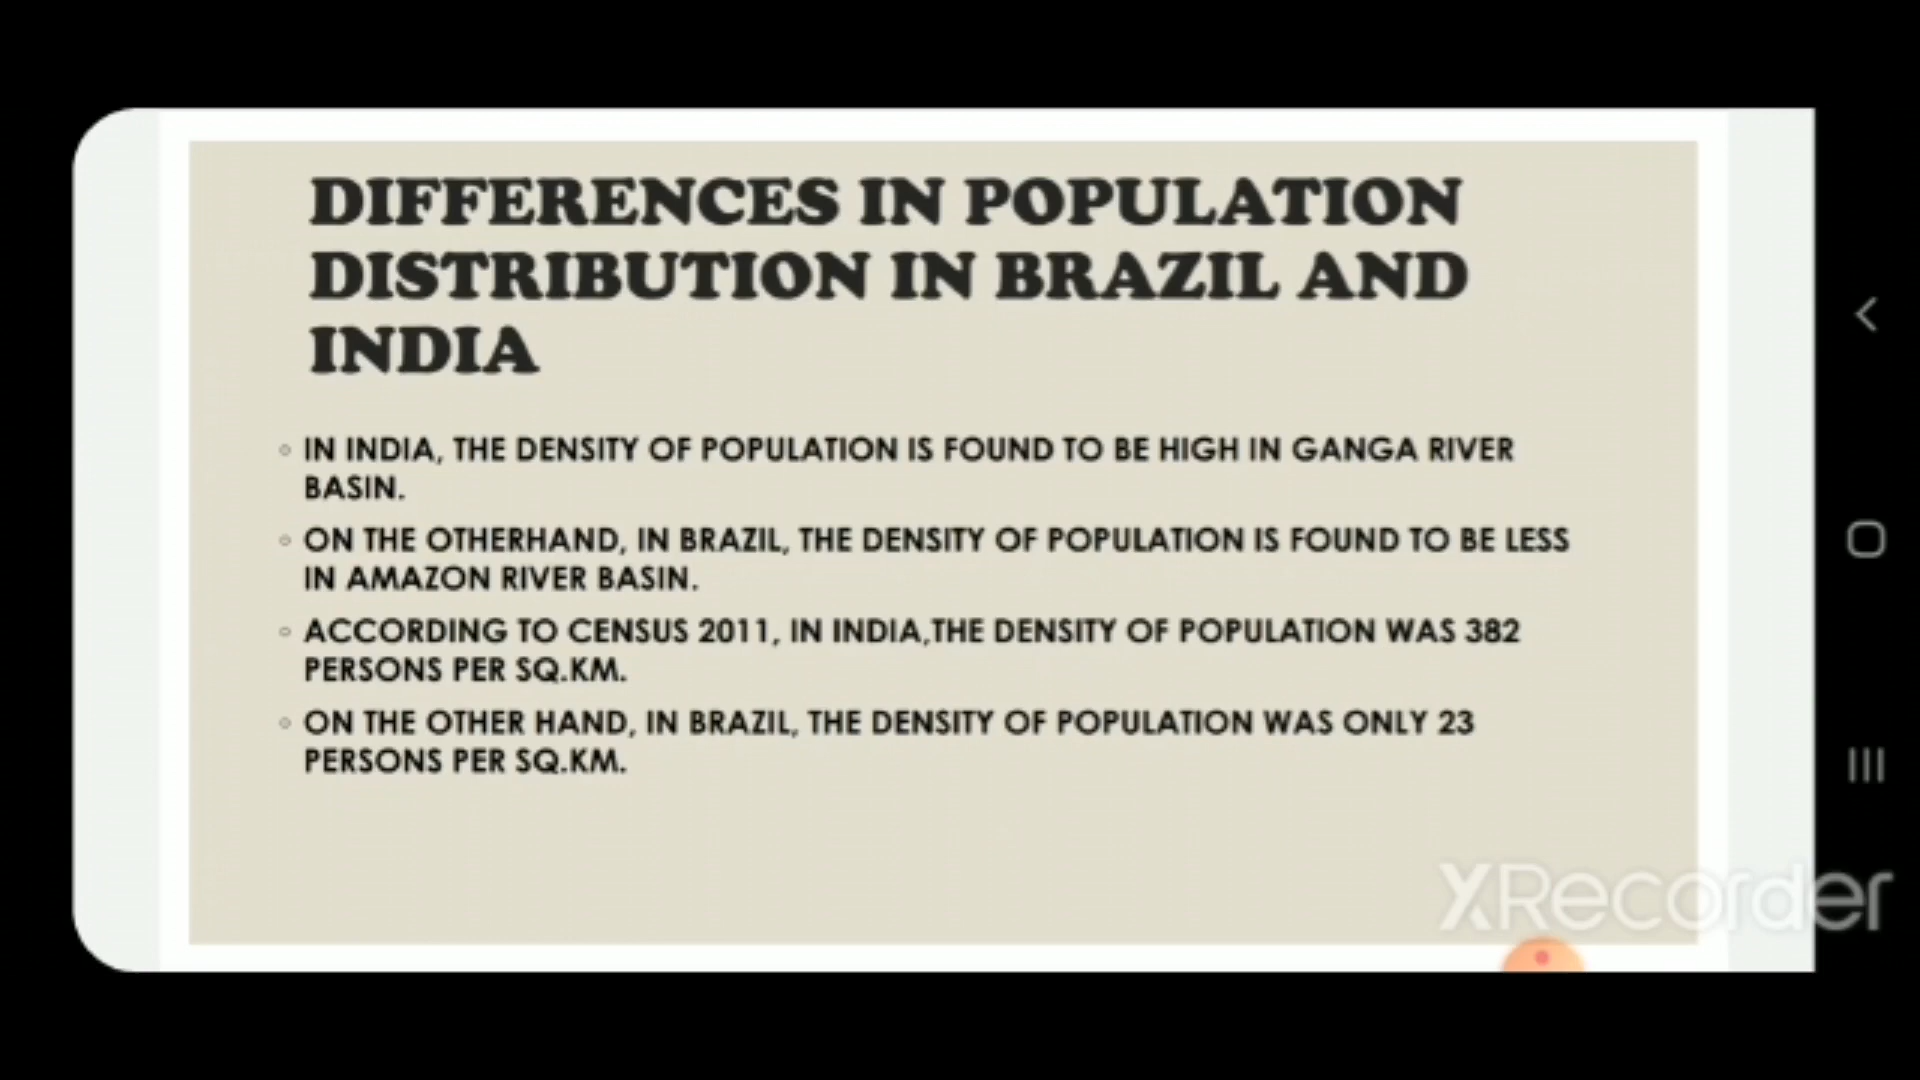 DIFFERENCES IN POPULATION
DISTRIBUTION IN BRAZIL AND
INDIA
◦ IN INDIA, THE DENSITY OF POPULATION IS FOUND TO BE HIGH IN GANGA RIVER
BASIN.
◦ ON THE OTHERHAND, IN BRAZIL, THE DENSITY OF POPULATION IS FOUND TO BE LESS
IN AMAZON RIVER BASIN.
◦ ACCORDING TO CENSUS 2011, IN INDIA,THE DENSITY OF POPULATION WAS 382
PERSONS PER SQ.KM.
◦ ON THE OTHER HAND, IN BRAZIL, THE DENSITY OF POPULATION WAS ONLY 23
PERSONS PER SQ.KM.
XRecorder